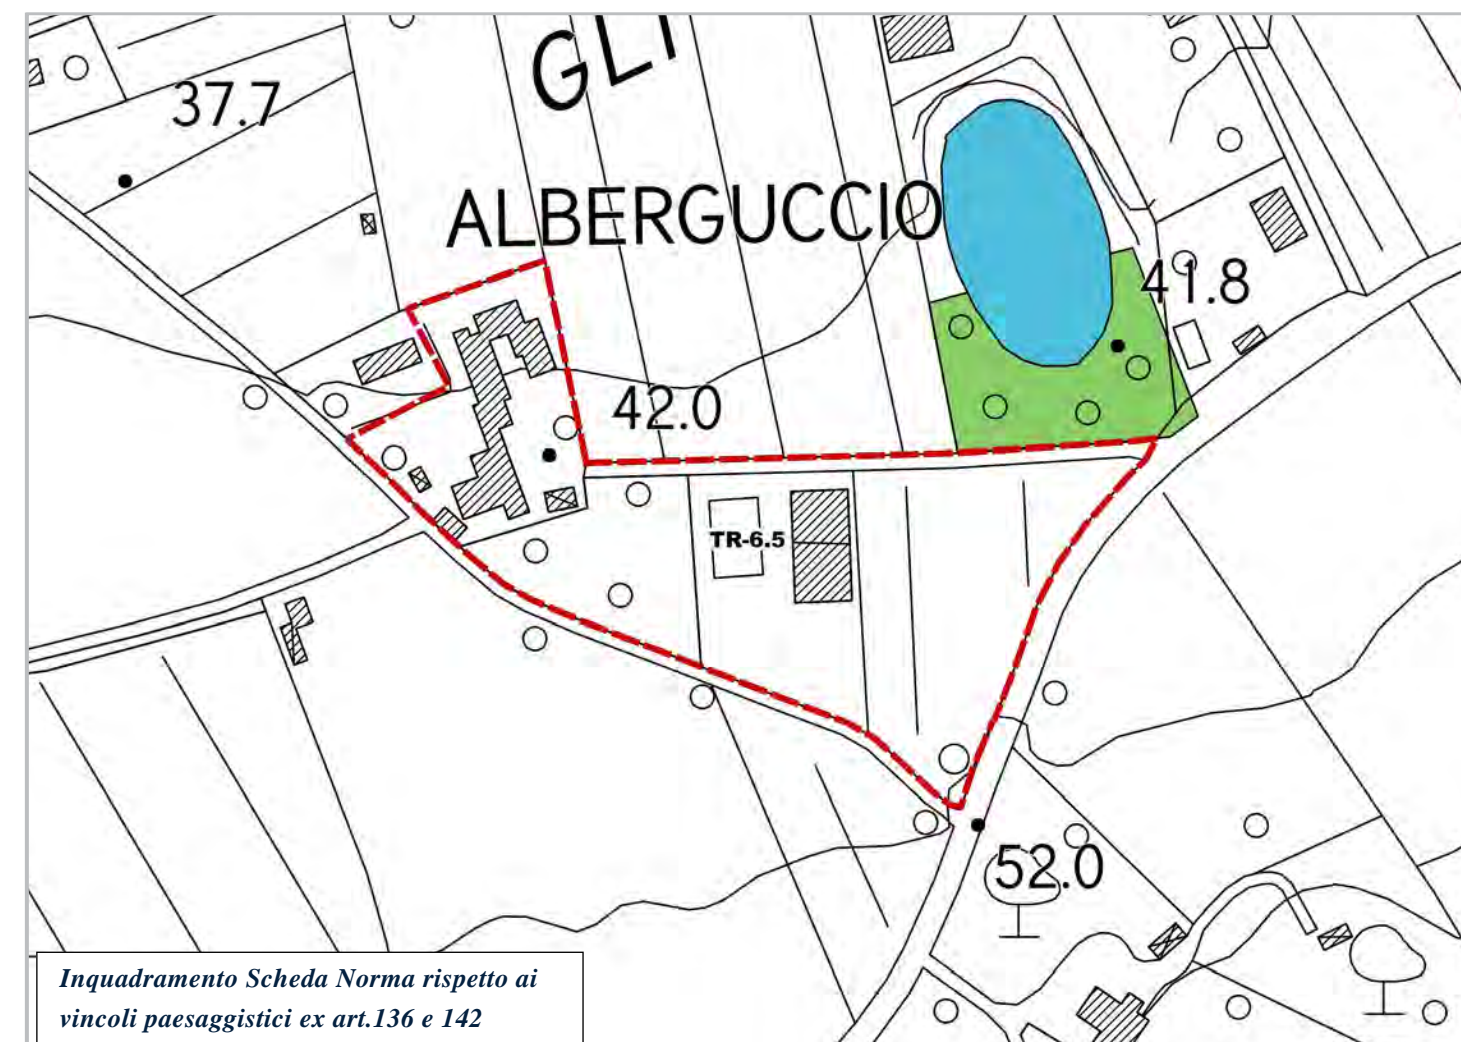 GLI
37.7
ALBERGUCCIO
41.8
42.0
TR-6.5
52.0
Inquadramento Scheda Norma rispetto ai
vincoli paesaggistici ex art.136 e 142